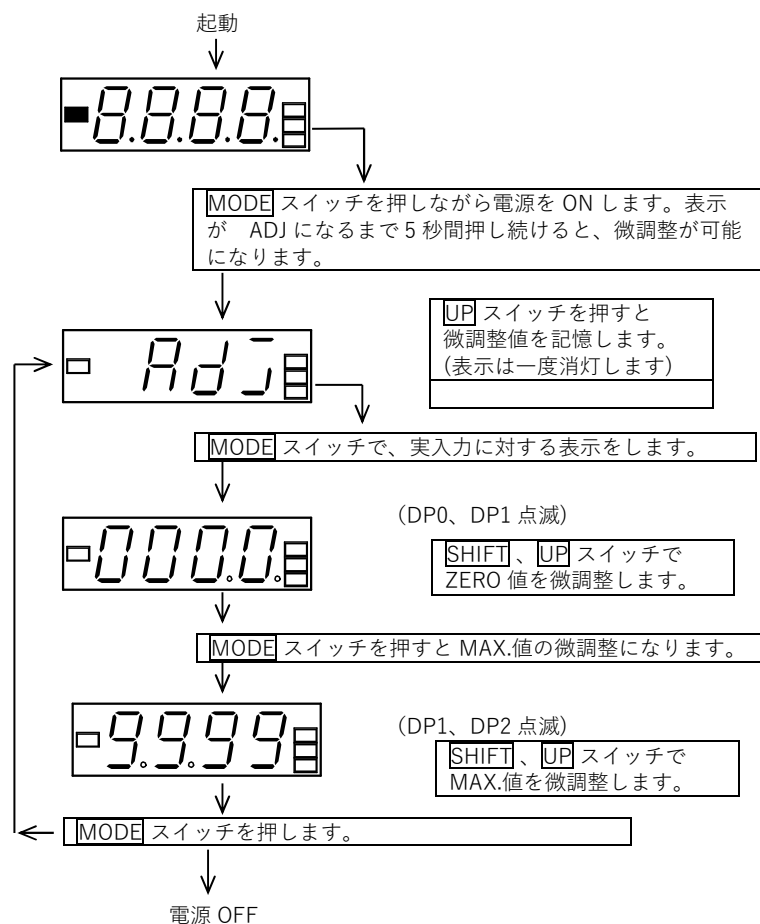 起動
8.8.8.8.
MODE スイッチを押しながら電源を ON します。表示
が　ADJ になるまで 5 秒間押し続けると、微調整が可能
になります。
AdJ
UP スイッチを押すと
微調整値を記憶します。
(表示は一度消灯します)
MODE スイッチで、実入力に対する表示をします。
000.0.
(DP0、DP1 点滅)
SHIFT 、UP スイッチで
ZERO 値を微調整します。
MODE スイッチを押すと MAX.値の微調整になります。
9.9.99
(DP1、DP2 点滅)
SHIFT 、UP スイッチで
MAX.値を微調整します。
MODE スイッチを押します。
電源 OFF